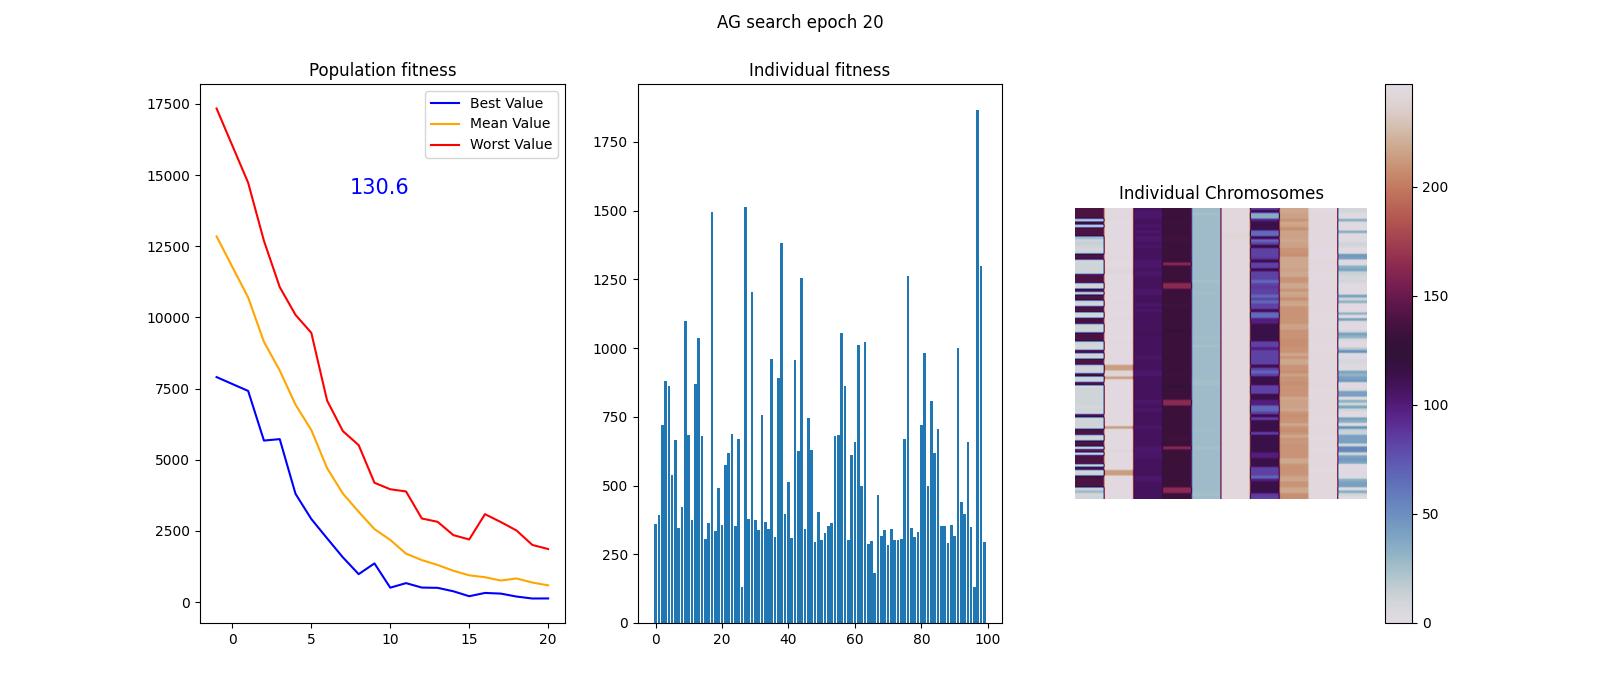 AG search epoch 20
Population fitness
17500
15000
12500
10000
7500
5000
2500
0
0 5 10 15 20
Best Value
Mean Value
Worst Value
130.6
Individual fitness
1750
1500
1250
1000
750
500
250
0
0 20 40 60 80 100
Individual Chromosomes
200
150
100
50
0